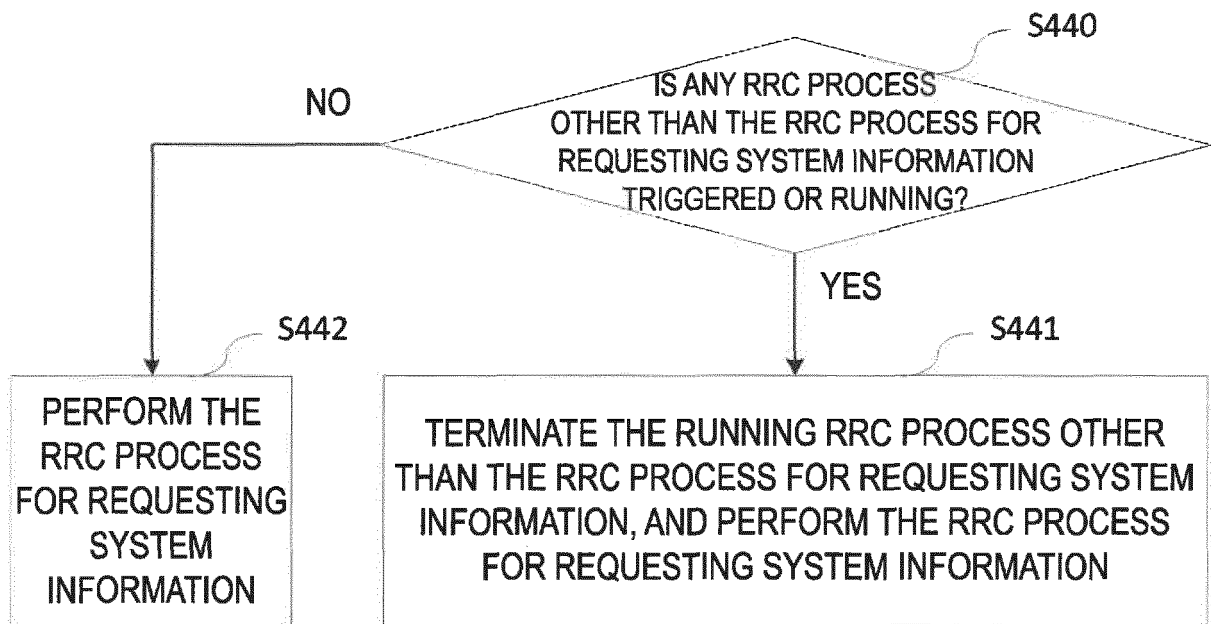 S440
IS ANY RRC PROCESS
OTHER THAN THE RRC PROCESS FOR
REQUESTING SYSTEM INFORMATION
TRIGGERED OR RUNNING?
NO
YES
S442
S441
PERFORM THE
RRC PROCESS
FOR REQUESTING
SYSTEM
INFORMATION
TERMINATE THE RUNNING RRC PROCESS OTHER
THAN THE RRC PROCESS FOR REQUESTING SYSTEM
INFORMATION, AND PERFORM THE RRC PROCESS
FOR REQUESTING SYSTEM INFORMATION